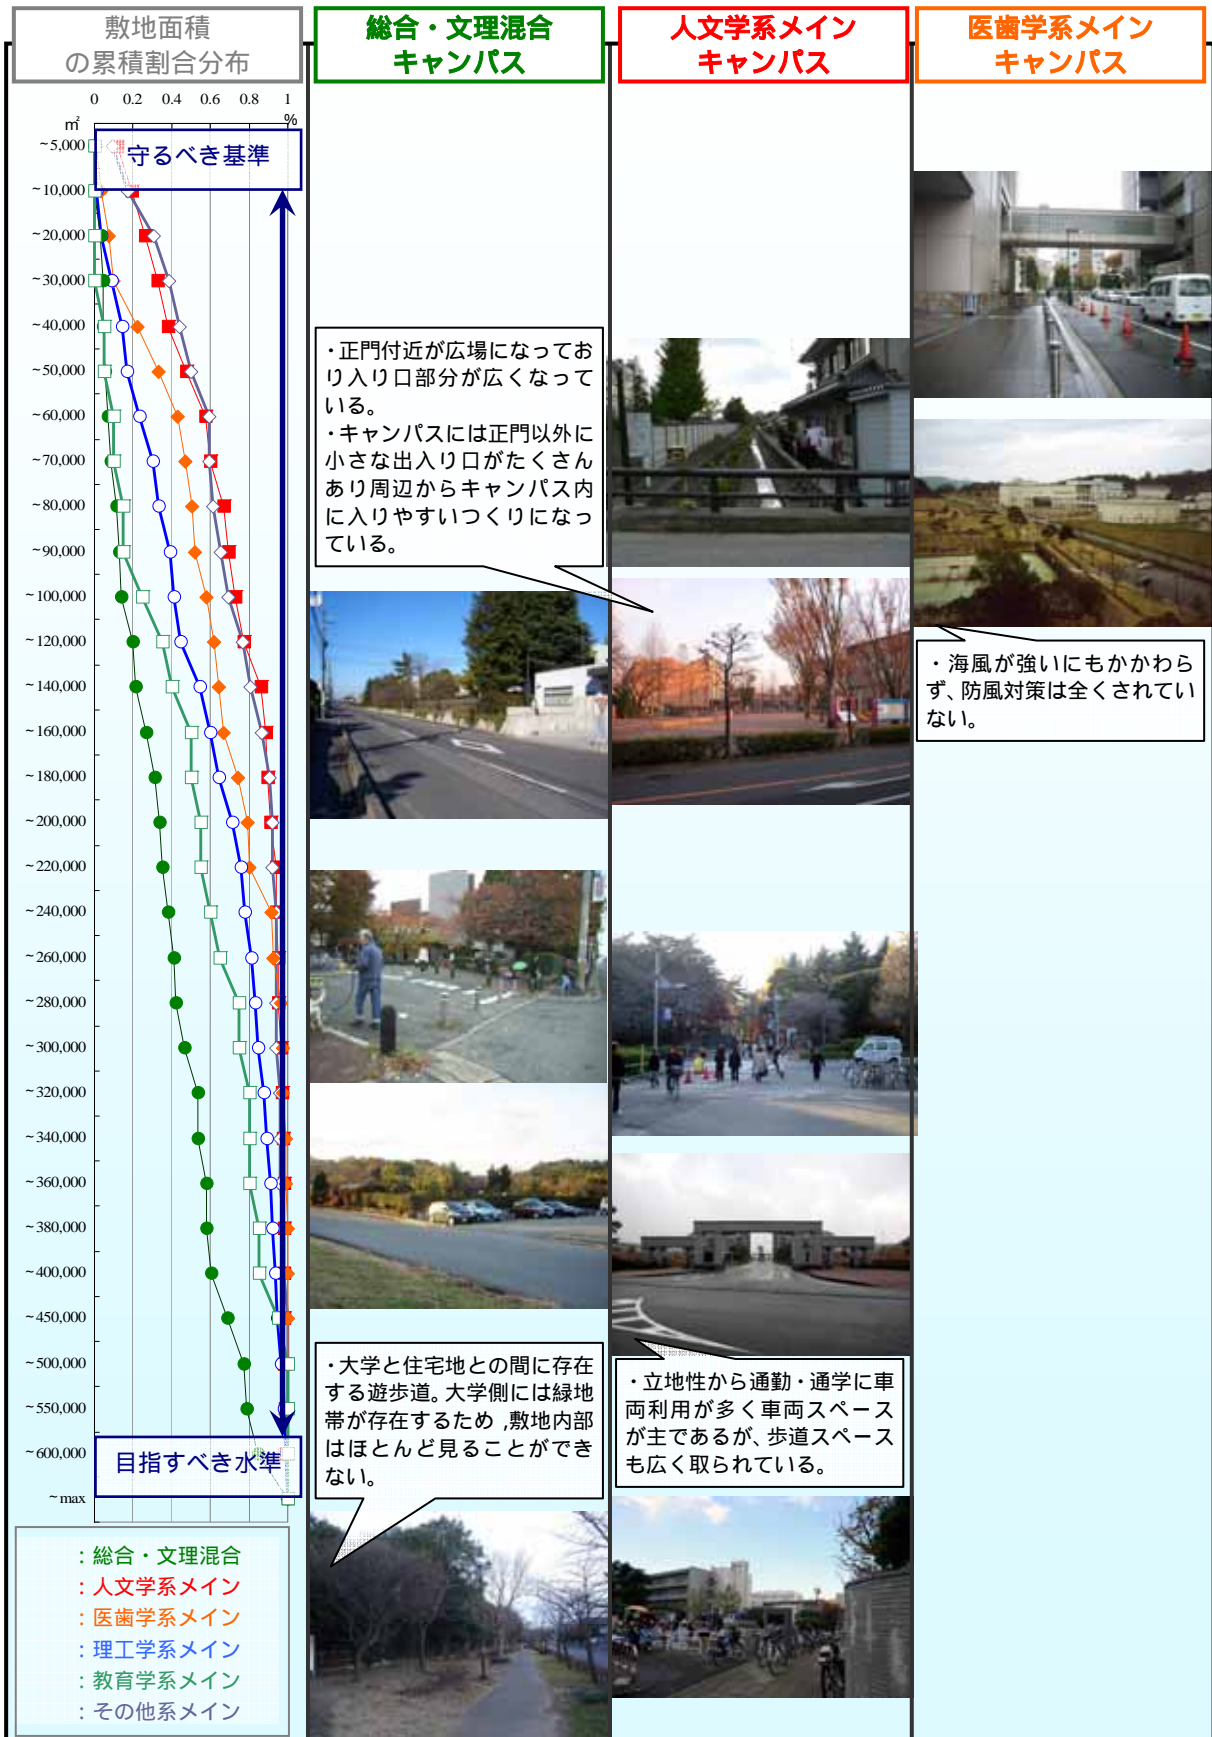 敷地面積
の累積割合分布
総合・文理混合
キャンパス
人文学系メイン
キャンパス
医歯学系メイン
キャンパス
0 0.2 0.4 0.6 0.8 1
%
㎡
~5,000
~10,000
~20,000
~30,000
~40,000
~50,000
~60,000
~70,000
~80,000
~90,000
~100,000
~120,000
~140,000
~160,000
~180,000
~200,000
~220,000
~240,000
~260,000
~280,000
~300,000
~320,000
~340,000
~360,000
~380,000
~400,000
~450,000
~500,000
~550,000
~600,000
~max
守るべき基準
目指すべき水準
：総合・文理混合
：人文学系メイン
：医歯学系メイン
：理工学系メイン
：教育学系メイン
：その他系メイン
・正門付近が広場になってお
り入り口部分が広くなって
いる。
・キャンパスには正門以外に
小さな出入り口がたくさん
あり周辺からキャンパス内
に入りやすいつくりになっ
ている。
・大学と住宅地との間に存在
する遊歩道。大学側には緑地
帯が存在するため,敷地内部
はほとんど見ることができ
ない。
・立地性から通勤・通学に車
両利用が多く車両スペース
が主であるが、歩道スペース
も広く取られている。
・海風が強いにもかかわら
ず、防風対策は全くされてい
ない。